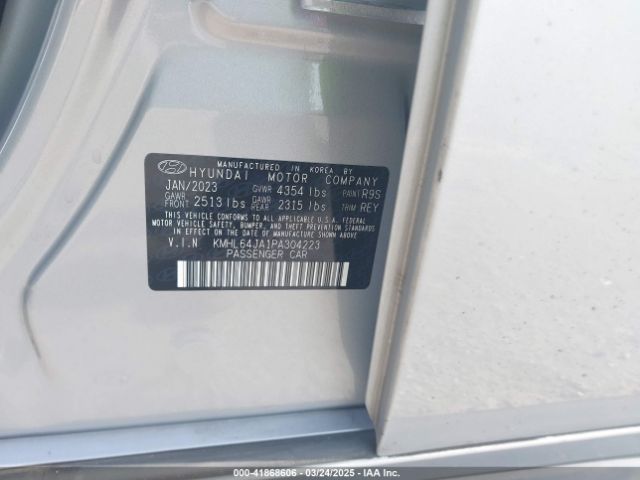 MANUFACTURED IN KOREA BY
HYUNDAI MOTOR COMPANY
JAN/2023 GVWR 4354 lbs PAINT R9S
GAWR FRONT 2513 lbs GAWR REAR 2315 lbs TRIM REY
THIS VEHICLE CONFORMS TO ALL APPLICABLE U.S.A. FEDERAL
MOTOR VEHICLE SAFETY, BUMPER, AND THEFT PREVENTION STANDARDS
IN EFFECT ON THE DATE OF MANUFACTURE SHOWN ABOVE.
V.I.N KMHL64JA1PA304223
PASSENGER CAR
000-41868606 - 03/24/2025 - IAA Inc.